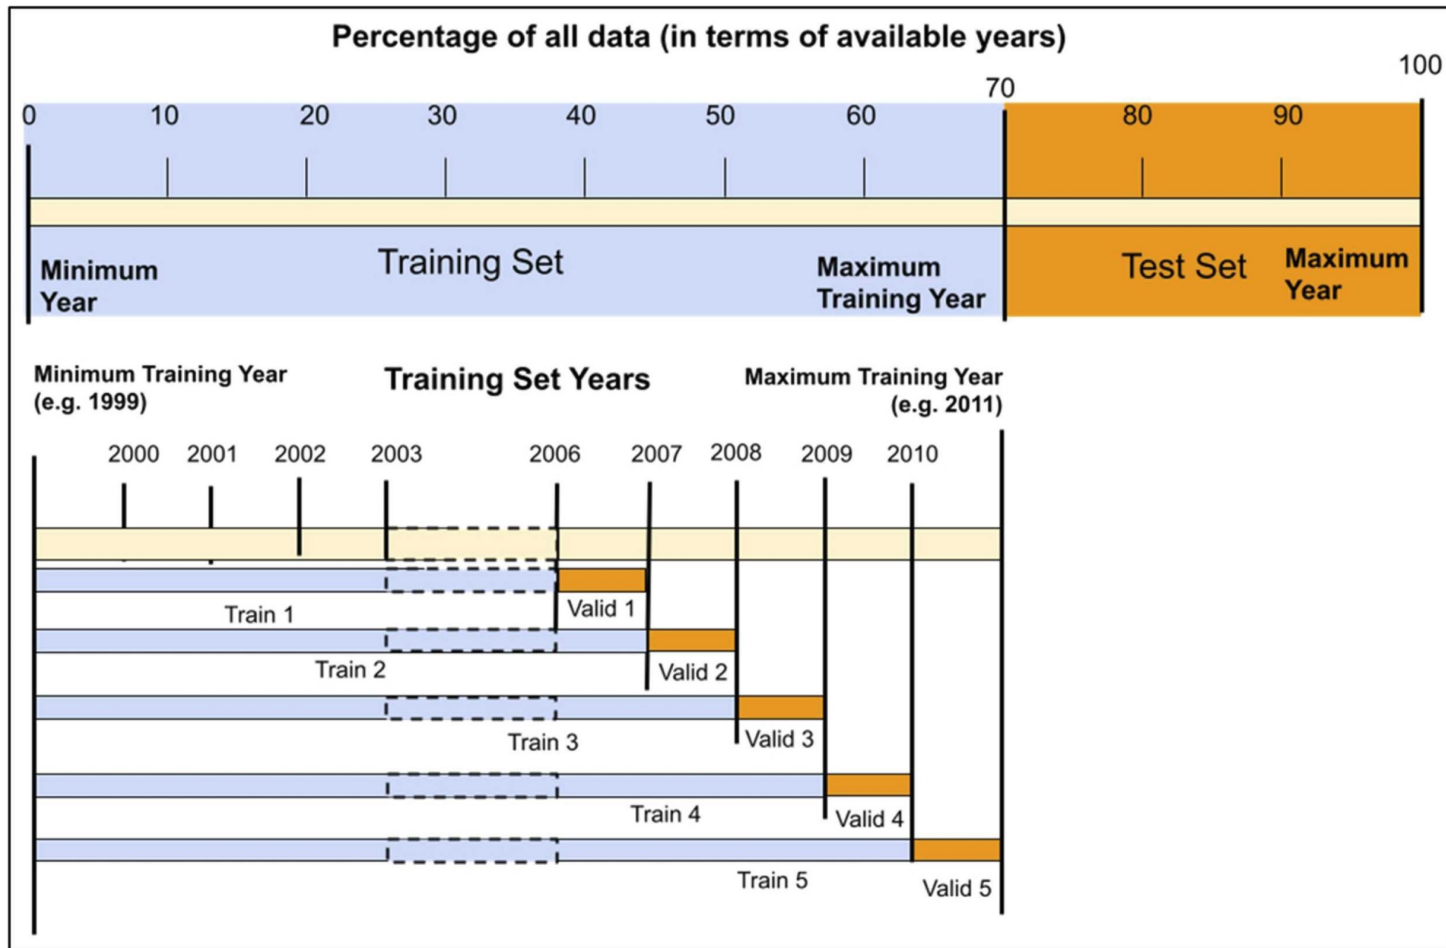 Percentage of all data (in terms of available years)
100
70
0 10 20 30 40 50 60 80 90
Training Set
Test Set
Minimum
Year
Maximum
Training Year
Maximum
Year
Minimum Training Year
(e.g. 1999)
Training Set Years
Maximum Training Year
(e.g. 2011)
2000 2001 2002 2003 2006 2007 2008 2009 2010
Train 1 Valid 1
Train 2 Valid 2
Train 3 Valid 3
Train 4 Valid 4
Train 5 Valid 5